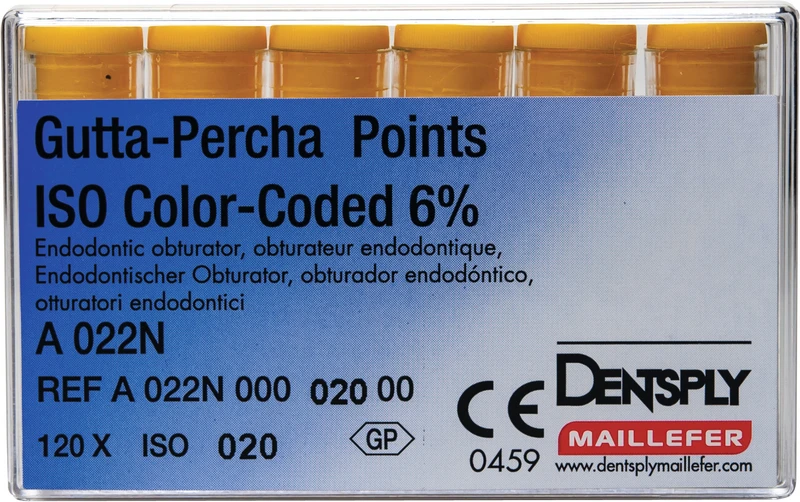 Gutta-Percha Points
ISO Color-Coded 6%
Endodontic obturator, obturateur endodontique,
Endodontischer Obturator, obturador endodóntico,
otturatori endodontici
A 022N
REF A 022N 000 020 00
120 X ISO 020
GP
CE
0459
DENTSPLY
MAILLEFER
www.dentsplymaillefer.com